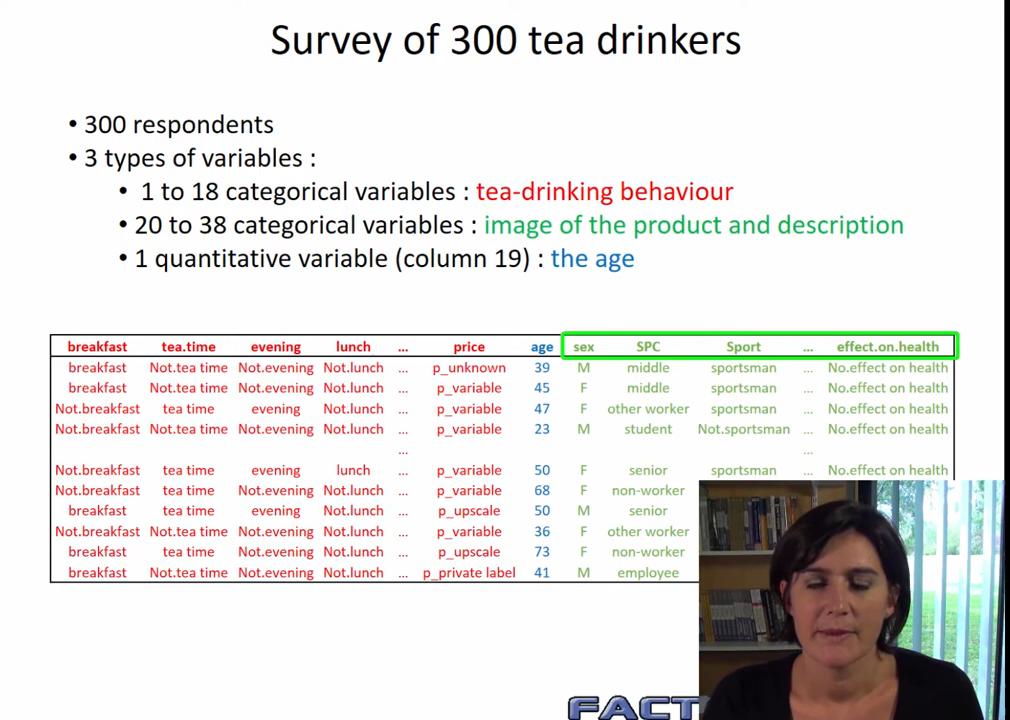 Survey of 300 tea drinkers
• 300 respondents
• 3 types of variables :
• 1 to 18 categorical variables : tea-drinking behaviour
• 20 to 38 categorical variables : image of the product and description
• 1 quantitative variable (column 19) : the age
breakfast tea.time evening lunch ... price age sex SPC Sport ... effect.on.health
breakfast Not.tea time Not.evening Not.lunch ... p_unknown 39 M middle sportsman ... No.effect on health
breakfast Not.tea time Not.evening Not.lunch ... p_variable 45 F middle sportsman ... No.effect on health
Not.breakfast tea time evening Not.lunch ... p_variable 47 F other worker sportsman ... No.effect on health
Not.breakfast Not.tea time Not.evening Not.lunch ... p_variable 23 M student Not.sportsman ... No.effect on health
... ...
Not.breakfast tea time evening lunch ... p_variable 50 F senior sportsman ... No.effect on health
Not.breakfast tea time Not.evening Not.lunch ... p_variable 68 F non-worker
breakfast tea time evening Not.lunch ... p_upscale 50 M senior
Not.breakfast tea time Not.evening Not.lunch ... p_variable 36 F other worker
breakfast tea time Not.evening Not.lunch ... p_upscale 73 F non-worker
breakfast Not.tea time Not.evening Not.lunch ... p_private label 41 M employee
FACT